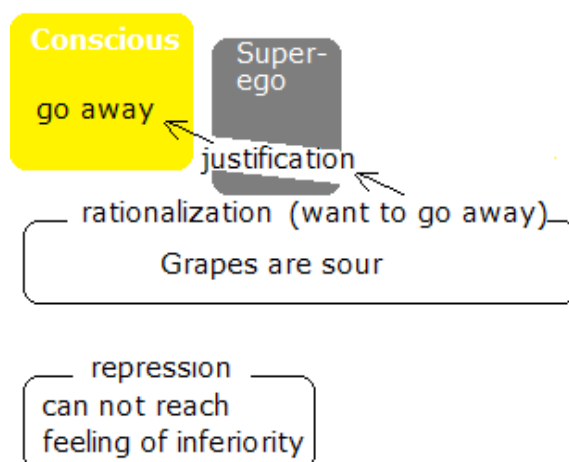 Conscious
Super-
ego
go away
justification
rationalization (want to go away)
Grapes are sour
repression
can not reach
feeling of inferiority